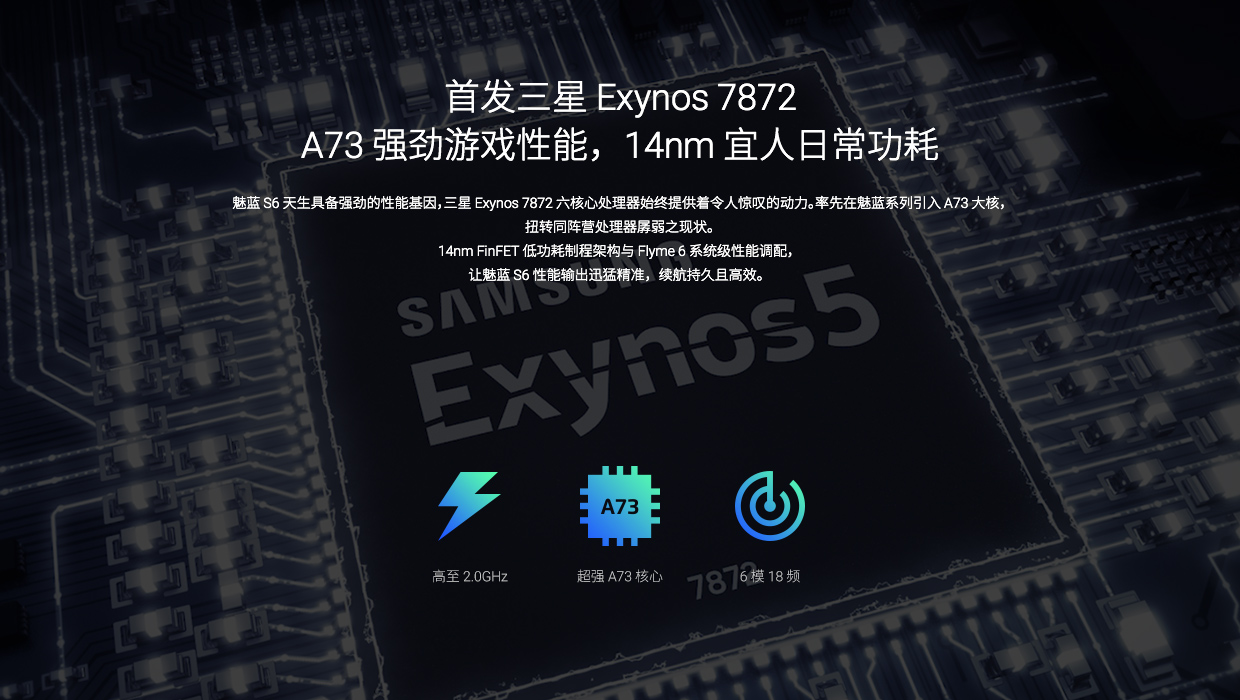 首发三星 Exynos 7872
A73 强劲游戏性能，14nm 宜人日常功耗
魅蓝 S6 天生具备强劲的性能基因，三星 Exynos 7872 六核心处理器始终提供着令人惊叹的动力。率先在魅蓝系列引入 A73 大核，
扭转同阵营处理器孱弱之现状。
14nm FinFET 低功耗制程架构与 Flyme 6 系统级性能调配，
让魅蓝 S6 性能输出迅猛精准，续航持久且高效。
SAMSUNG
Exynos5
A73
高至 2.0GHz
超强 A73 核心
7872
6 模 18 频